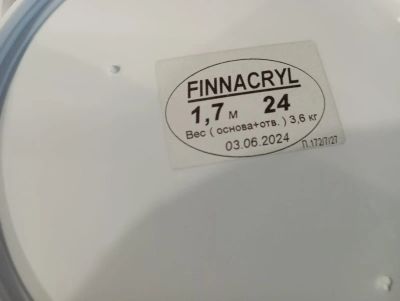 FINNACRYL
1,7 м 24
Вес ( основа+отв. ) 3,6 кг
03.06.2024
П.172/7/27